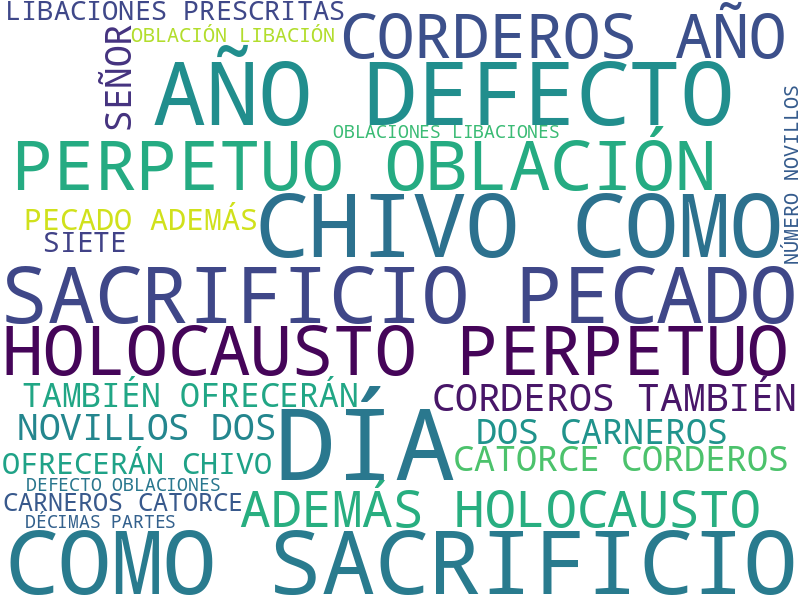 LIBACIONES PRESCRITAS
OBLACIÓN LIBACIÓN
CORDEROS AÑO
SEÑOR
AÑO DEFECTO
NÚMERO NOVILLOS
OBLACIONES LIBACIONES
PERPETUO OBLACIÓN
PECADO ADEMÁS
CHIVO COMO
SIETE
SACRIFICIO PECADO
HOLOCAUSTO PERPETUO
TAMBIÉN OFRECERÁN
CORDEROS TAMBIÉN
NOVILLOS DOS
DÍA
DOS CARNEROS
OFRECERÁN CHIVO
CATORCE CORDEROS
DEFECTO OBLACIONES
CARNEROS CATORCE
ADEMÁS HOLOCAUSTO
DÉCIMAS PARTES
COMO SACRIFICIO